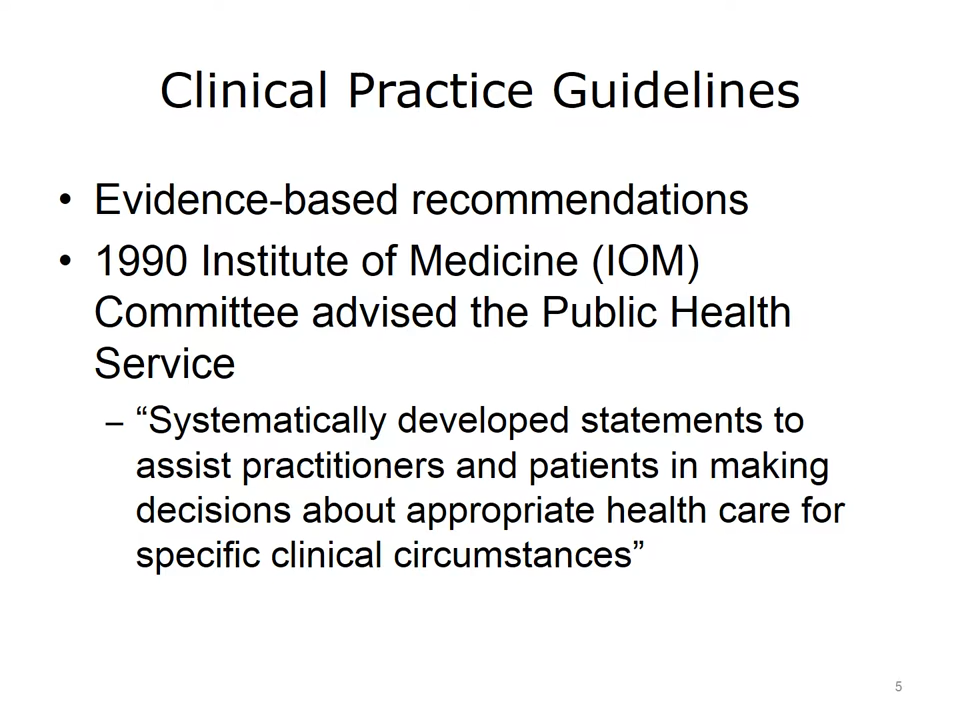 Clinical Practice Guidelines
• Evidence-based recommendations
• 1990 Institute of Medicine (IOM)
Committee advised the Public Health
Service
– “Systematically developed statements to
assist practitioners and patients in making
decisions about appropriate health care for
specific clinical circumstances”
5